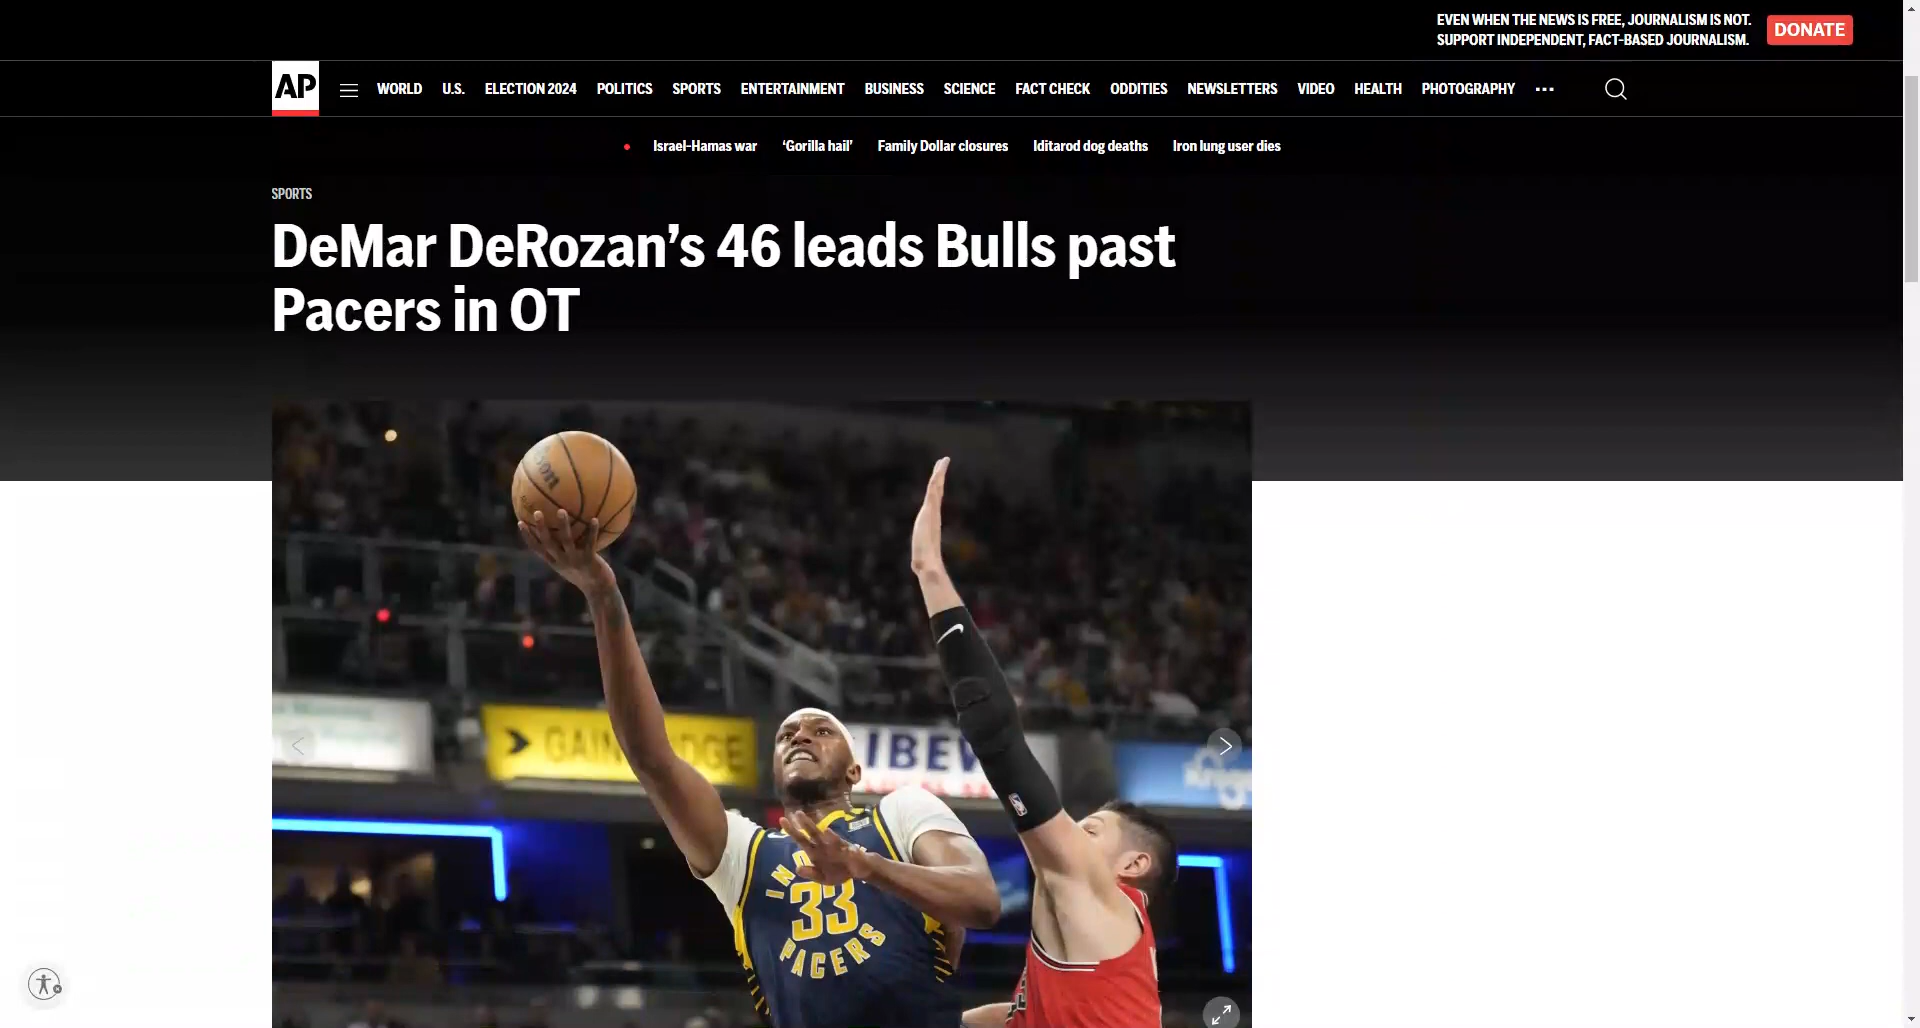 EVEN WHEN THE NEWS IS FREE, JOURNALISM IS NOT.
SUPPORT INDEPENDENT, FACT-BASED JOURNALISM.
DONATE
AP
WORLD U.S. ELECTION 2024 POLITICS SPORTS ENTERTAINMENT BUSINESS SCIENCE FACT CHECK ODDITIES NEWSLETTERS VIDEO HEALTH PHOTOGRAPHY ...
Israel-Hamas war ‘Gorilla hail’ Family Dollar closures Iditarod dog deaths Iron lung user dies
SPORTS
DeMar DeRozan’s 46 leads Bulls past
Pacers in OT
IBEW
33
PACERS